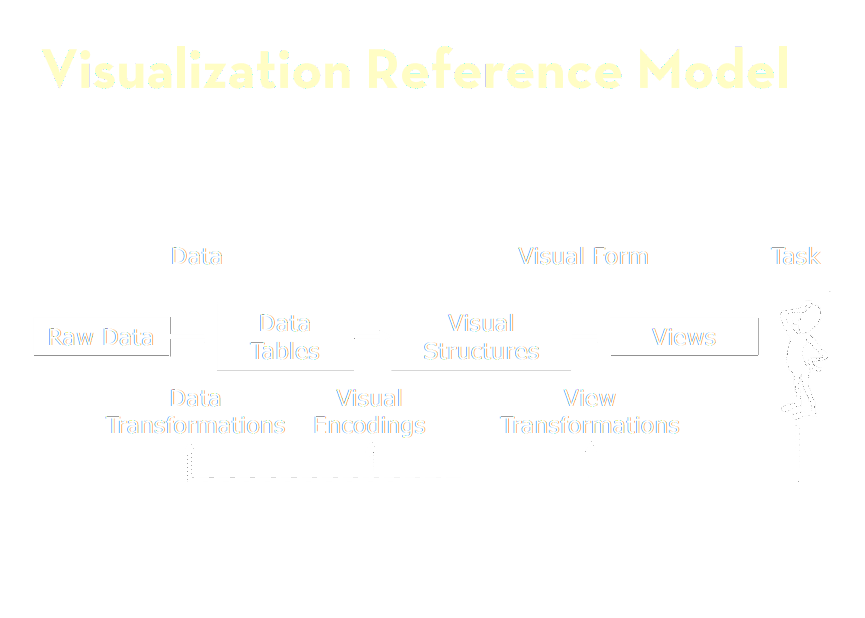 Visualization Reference Model
Data
Visual Form
Task
Raw Data
Data
Tables
Visual
Structures
Views
Data
Transformations
Visual
Encodings
View
Transformations